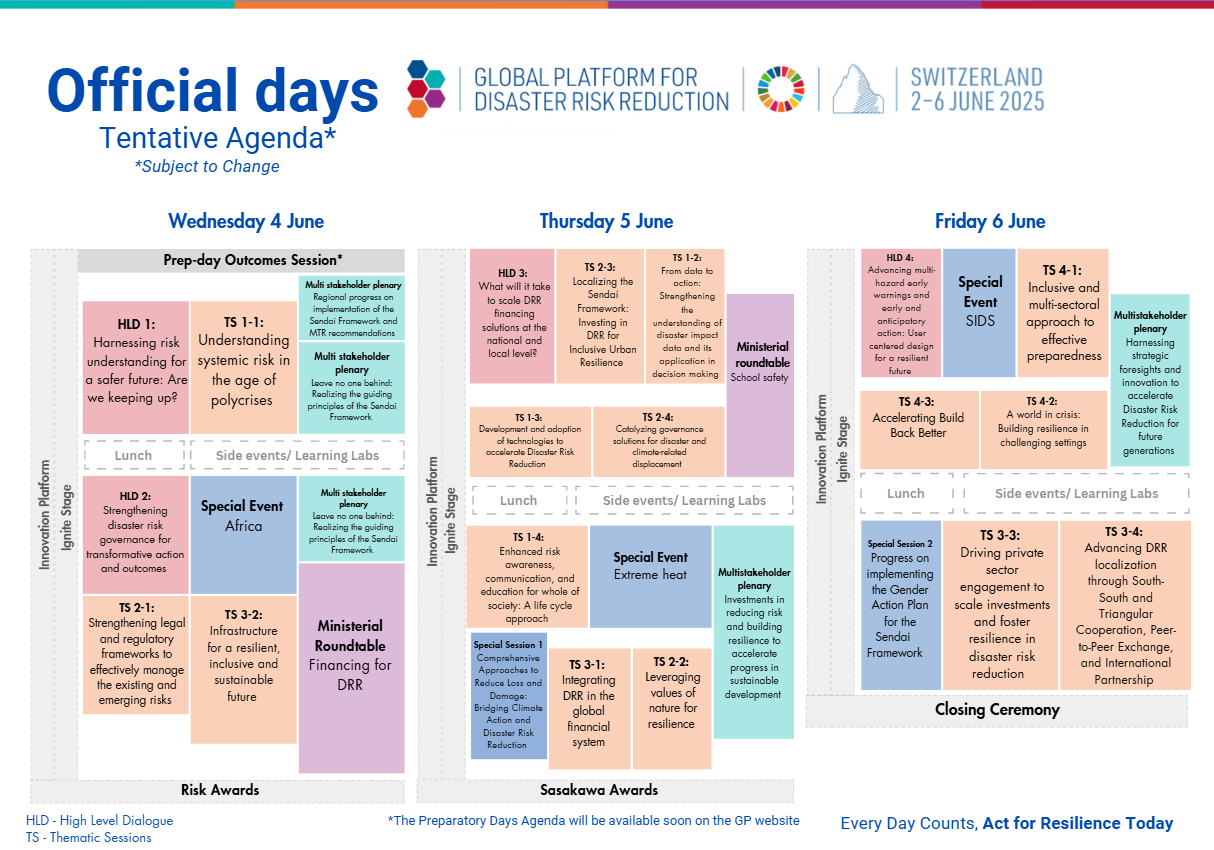 Official days
Tentative Agenda*
*Subject to Change
GLOBAL PLATFORM FOR
DISASTER RISK REDUCTION
SWITZERLAND
2–6 JUNE 2025
Wednesday 4 June
Innovation Platform
Ignite Stage
Prep-day Outcomes Session*
HLD 1:
Harnessing risk
understanding for
a safer future: Are
we keeping up?
TS 1-1:
Understanding
systemic risk in
the age of
polycrises
Multi stakeholder plenary
Regional progress on
implementation of the
Sendai Framework and
MTR recommendations
Multi stakeholder
plenary
Leave no one behind:
Realizing the guiding
principles of the Sendai
Framework
Lunch
Side events/ Learning Labs
HLD 2:
Strengthening
disaster risk
governance for
transformative action
and outcomes
Special Event
Africa
Multi stakeholder
plenary
Leave no one behind:
Realizing the guiding
principles of the Sendai
Framework
TS 2-1:
Strengthening legal
and regulatory
frameworks to
effectively manage
the existing and
emerging risks
TS 3-2:
Infrastructure
for a resilient,
inclusive and
sustainable
future
Ministerial
Roundtable
Financing for
DRR
Risk Awards
Thursday 5 June
Innovation Platform
Ignite Stage
HLD 3:
What will it take
to scale DRR
financing
solutions at the
national and
local level?
TS 2-3:
Localizing the
Sendai
Framework:
Investing in
DRR for
Inclusive Urban
Resilience
TS 1-2:
From data to
action:
Strengthening
the
understanding of
disaster impact
data and its
application in
decision making
Ministerial
roundtable
School safety
TS 1-3:
Development and adoption
of technologies to
accelerate Disaster Risk
Reduction
TS 2-4:
Catalyzing governance
solutions for disaster and
climate-related
displacement
Lunch
Side events/ Learning Labs
TS 1-4:
Enhanced risk
awareness,
communication, and
education for whole of
society: A life cycle
approach
Special Event
Extreme heat
Multistakeholder
plenary
Investments in
reducing risk
and building
resilience to
accelerate
progress in
sustainable
development
Special Session 1
Comprehensive
Approaches to
Reduce Loss and
Damage:
Bridging Climate
Action and
Disaster Risk
Reduction
TS 3-1:
Integrating
DRR in the
global
financial
system
TS 2-2:
Leveraging
values of
nature for
resilience
Sasakawa Awards
Friday 6 June
Innovation Platform
Ignite Stage
HLD 4:
Advancing multi-
hazard early
warnings and
early and
anticipatory
action: User
centered design
for a resilient
future
Special
Event
SIDS
TS 4-1:
Inclusive and
multi-sectoral
approach to
effective
preparedness
Multistakeholder
plenary
Harnessing
strategic
foresights and
innovation to
accelerate
Disaster Risk
Reduction for
future
generations
TS 4-3:
Accelerating Build
Back Better
TS 4-2:
A world in crisis:
Building resilience in
challenging settings
Lunch
Side events/ Learning Labs
Special Session 2
Progress on
implementing
the Gender
Action Plan
for the
Sendai
Framework
TS 3-3:
Driving private
sector
engagement to
scale investments
and foster
resilience in
disaster risk
reduction
TS 3-4:
Advancing DRR
localization
through South-
South and
Triangular
Cooperation, Peer-
to-Peer Exchange,
and International
Partnership
Closing Ceremony
HLD - High Level Dialogue
TS - Thematic Sessions
*The Preparatory Days Agenda will be available soon on the GP website
Every Day Counts, Act for Resilience Today